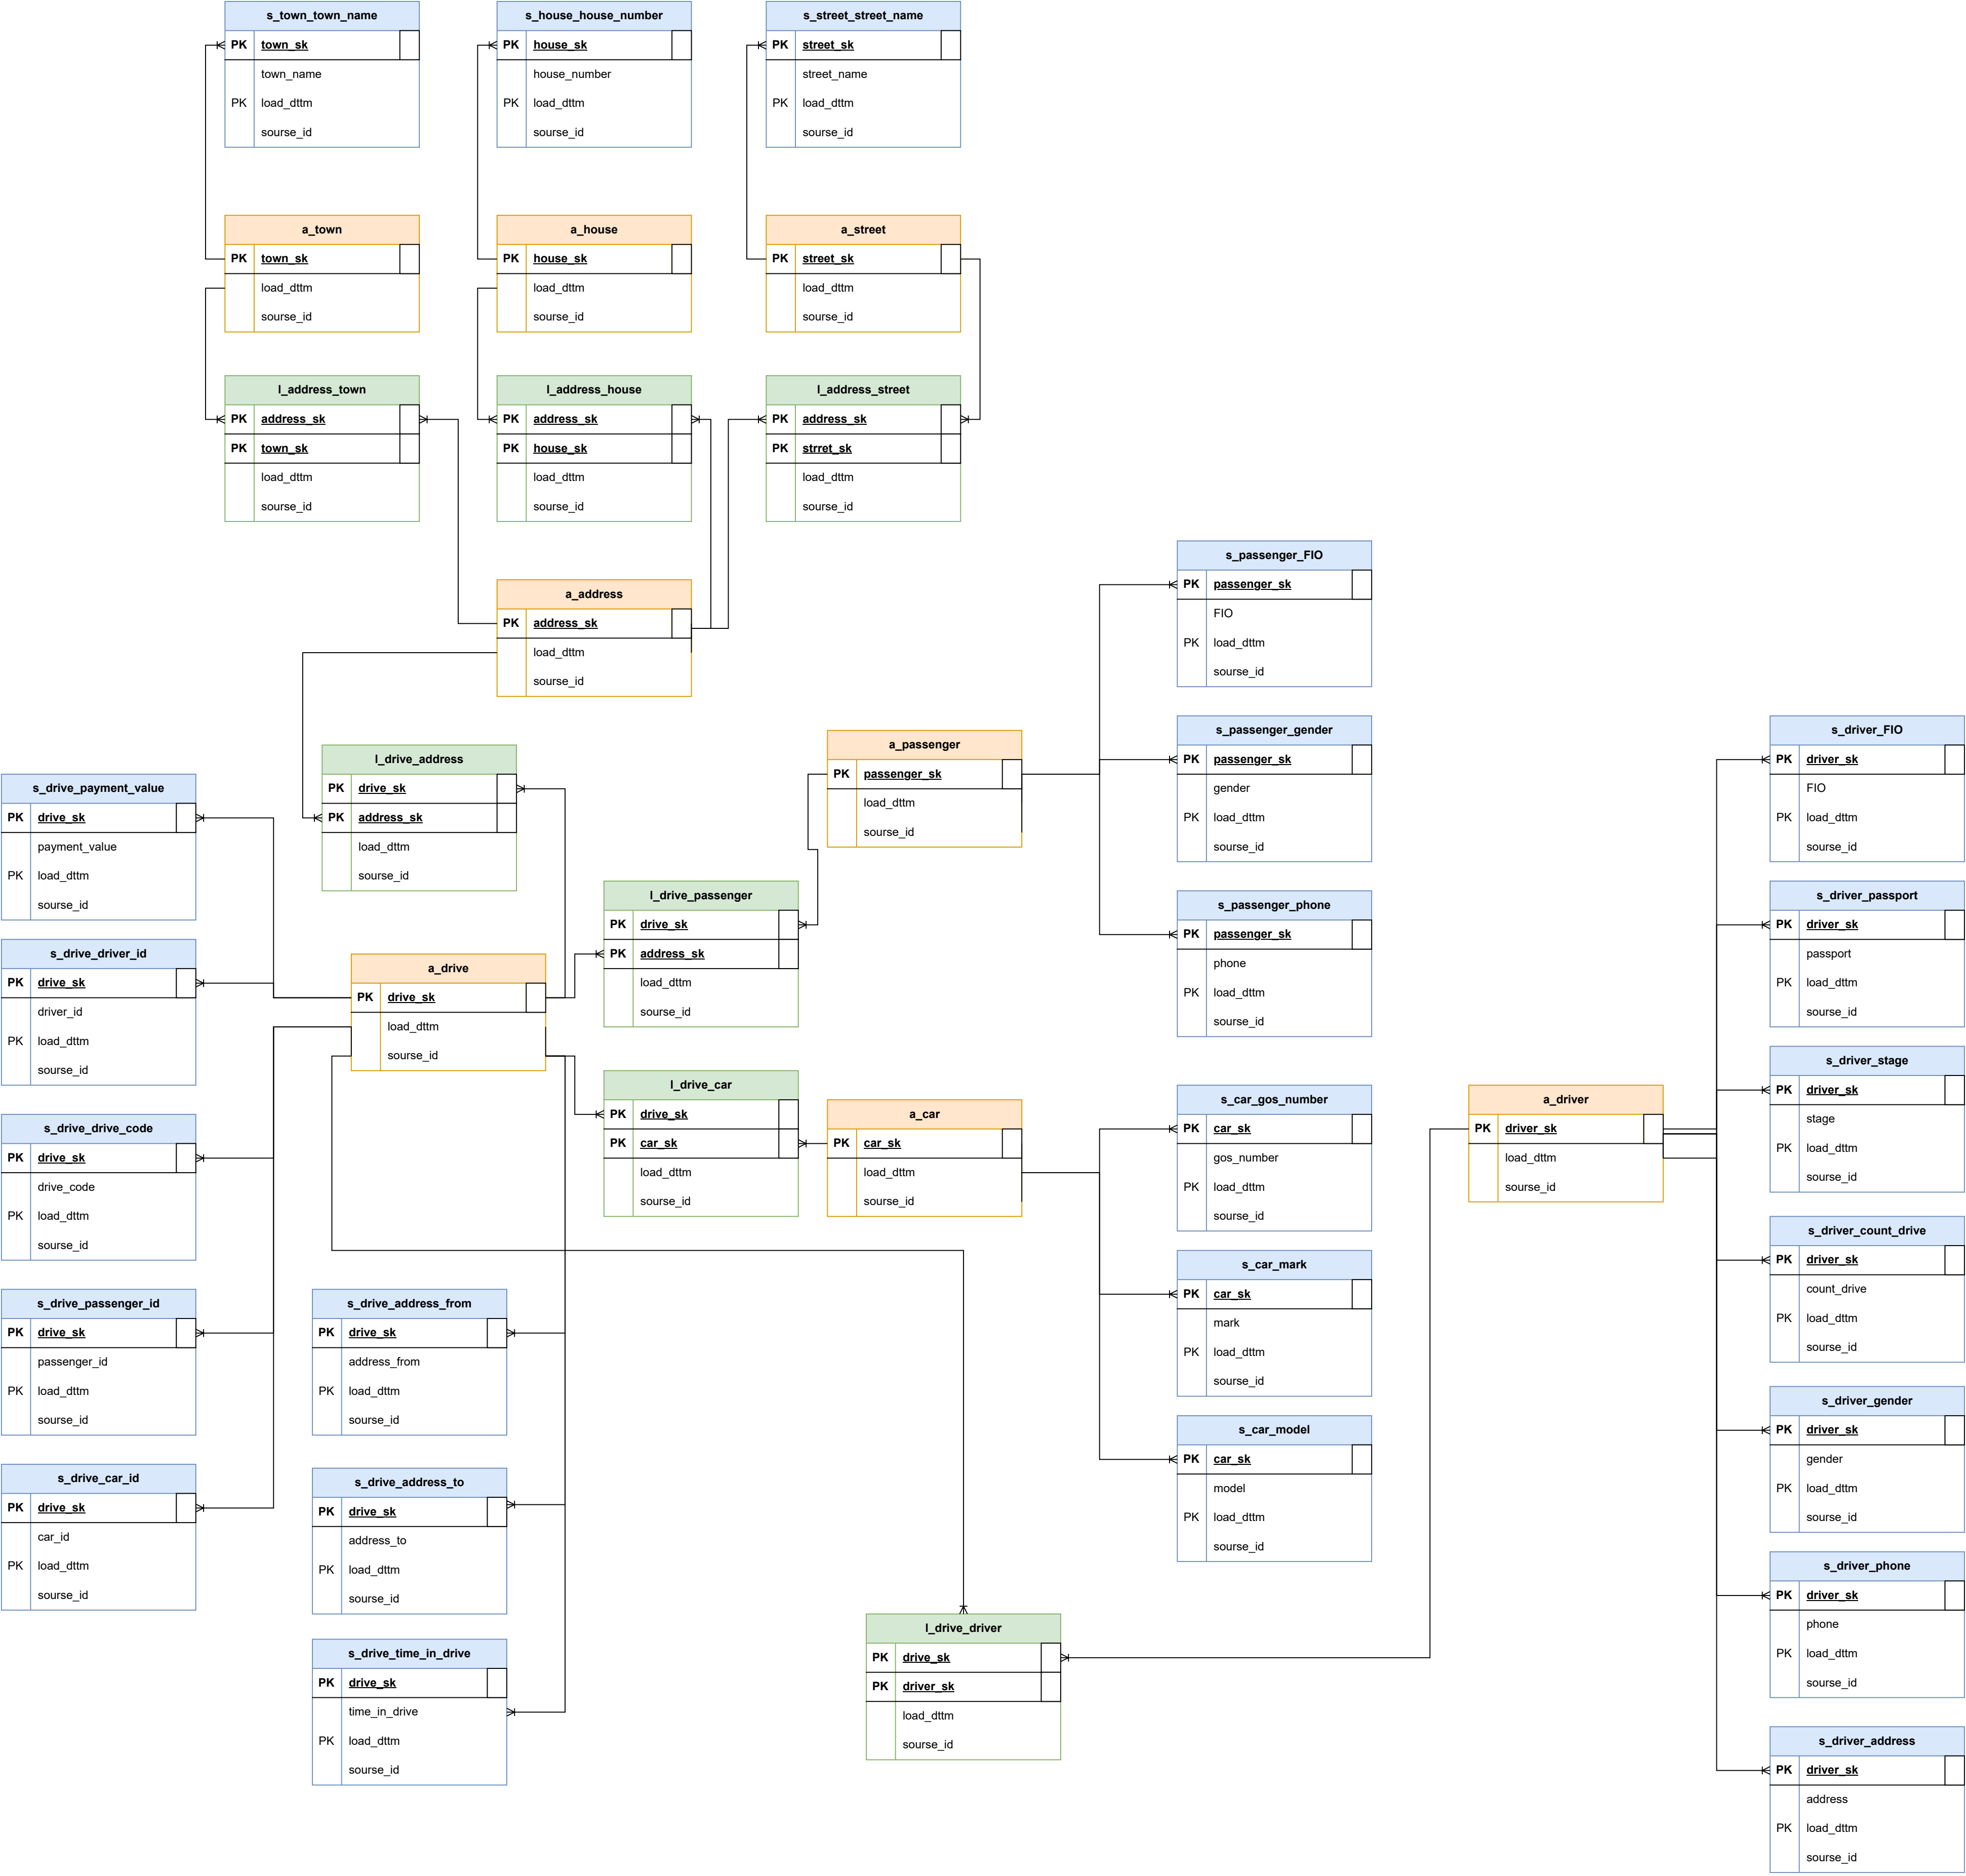 s_town_town_name
PK town_sk
town_name
PK load_dttm
sourse_id
s_house_house_number
PK house_sk
house_number
PK load_dttm
sourse_id
s_street_street_name
PK street_sk
street_name
PK load_dttm
sourse_id
a_town
PK town_sk
load_dttm
sourse_id
a_house
PK house_sk
load_dttm
sourse_id
a_street
PK street_sk
load_dttm
sourse_id
l_address_town
PK address_sk
PK town_sk
load_dttm
sourse_id
l_address_house
PK address_sk
PK house_sk
load_dttm
sourse_id
l_address_street
PK address_sk
PK strret_sk
load_dttm
sourse_id
a_address
PK address_sk
load_dttm
sourse_id
s_passenger_FIO
PK passenger_sk
FIO
PK load_dttm
sourse_id
s_passenger_gender
PK passenger_sk
gender
PK load_dttm
sourse_id
s_passenger_phone
PK passenger_sk
phone
PK load_dttm
sourse_id
a_passenger
PK passenger_sk
load_dttm
sourse_id
l_drive_address
PK drive_sk
PK address_sk
load_dttm
sourse_id
l_drive_passenger
PK drive_sk
PK address_sk
load_dttm
sourse_id
s_drive_payment_value
PK drive_sk
payment_value
PK load_dttm
sourse_id
s_drive_driver_id
PK drive_sk
driver_id
PK load_dttm
sourse_id
s_drive_drive_code
PK drive_sk
drive_code
PK load_dttm
sourse_id
s_drive_passenger_id
PK drive_sk
passenger_id
PK load_dttm
sourse_id
s_drive_car_id
PK drive_sk
car_id
PK load_dttm
sourse_id
a_drive
PK drive_sk
load_dttm
sourse_id
l_drive_car
PK drive_sk
PK car_sk
load_dttm
sourse_id
a_car
PK car_sk
load_dttm
sourse_id
s_car_gos_number
PK car_sk
gos_number
PK load_dttm
sourse_id
s_car_mark
PK car_sk
mark
PK load_dttm
sourse_id
s_car_model
PK car_sk
model
PK load_dttm
sourse_id
s_drive_address_from
PK drive_sk
address_from
PK load_dttm
sourse_id
s_drive_address_to
PK drive_sk
address_to
PK load_dttm
sourse_id
s_drive_time_in_drive
PK drive_sk
time_in_drive
PK load_dttm
sourse_id
l_drive_driver
PK drive_sk
PK driver_sk
load_dttm
sourse_id
a_driver
PK driver_sk
load_dttm
sourse_id
s_driver_FIO
PK driver_sk
FIO
PK load_dttm
sourse_id
s_driver_passport
PK driver_sk
passport
PK load_dttm
sourse_id
s_driver_stage
PK driver_sk
stage
PK load_dttm
sourse_id
s_driver_count_drive
PK driver_sk
count_drive
PK load_dttm
sourse_id
s_driver_gender
PK driver_sk
gender
PK load_dttm
sourse_id
s_driver_phone
PK driver_sk
phone
PK load_dttm
sourse_id
s_driver_address
PK driver_sk
address
PK load_dttm
sourse_id